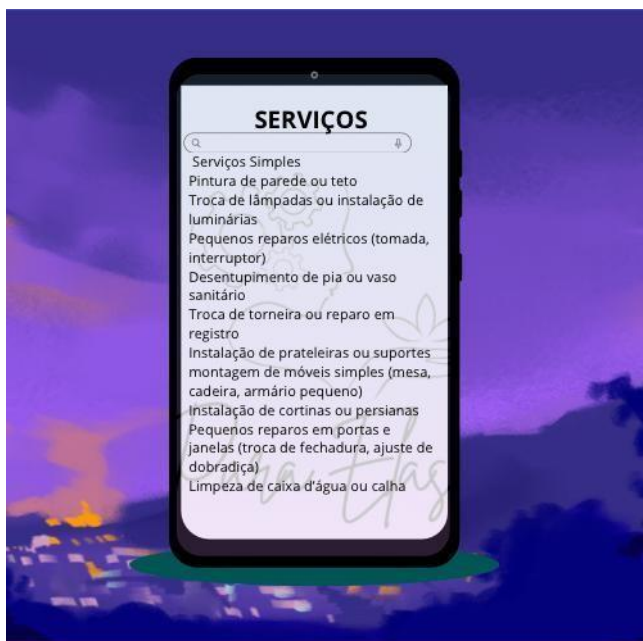 SERVIÇOS
Serviços Simples
Pintura de parede ou teto
Troca de lâmpadas ou instalação de
luminárias
Pequenos reparos elétricos (tomada,
interruptor)
Desentupimento de pia ou vaso
sanitário
Troca de torneira ou reparo em
registro
Instalação de prateleiras ou suportes
montagem de móveis simples (mesa,
cadeira, armário pequeno)
Instalação de cortinas ou persianas
Pequenos reparos em portas e
janelas (troca de fechadura, ajuste de
dobradiça)
Limpeza de caixa d'água ou calha
Para Elas